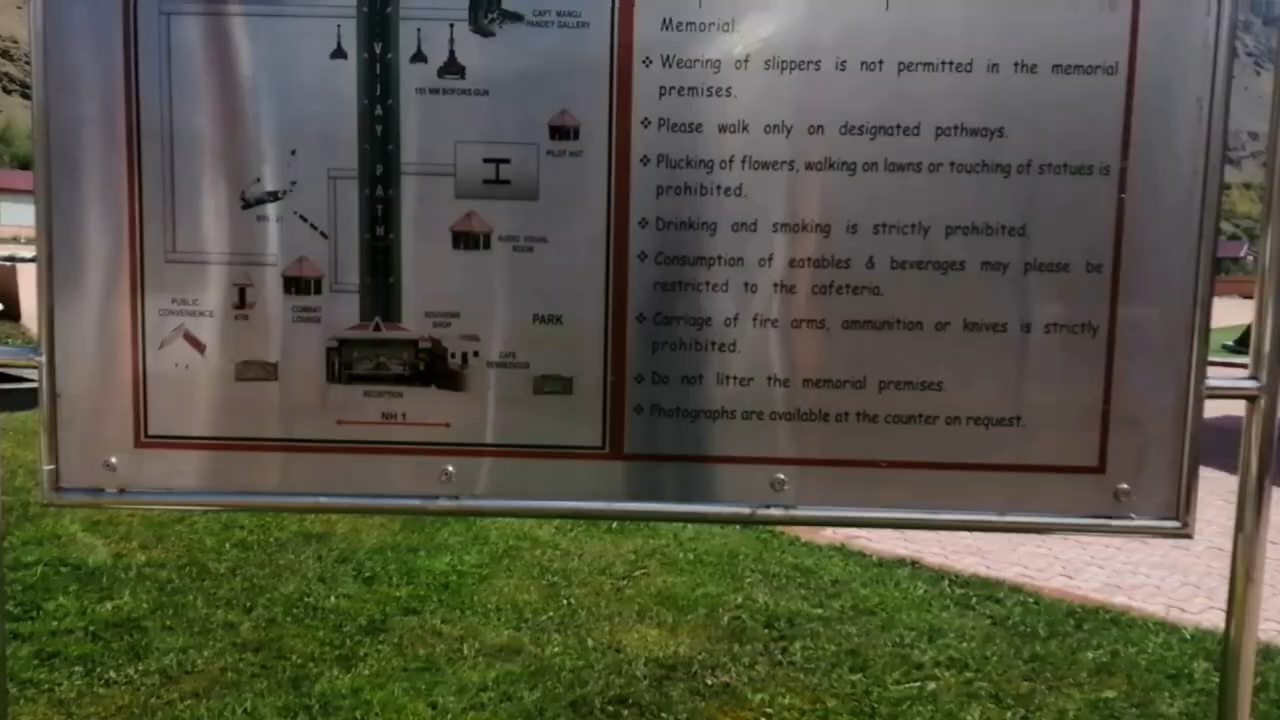 CAPT. MANOJ
PANDEY GALLERY
VIJAY PATH
155 MM BOFORS GUN
PILOT HUT
AUDIO VISUAL
ROOM
PUBLIC
CONVENIENCE
ATM
COMBAT
LOUNGE
SOUVENIR
SHOP
PARK
CAFE
RECEPTION
NH 1
Memorial.
❖ Wearing of slippers is not permitted in the memorial
premises.
❖ Please walk only on designated pathways.
❖ Plucking of flowers, walking on lawns or touching of statues is
prohibited.
❖ Drinking and smoking is strictly prohibited.
❖ Consumption of eatables & beverages may please be
restricted to the cafeteria.
❖ Carriage of fire arms, ammunition or knives is strictly
prohibited.
❖ Do not litter the memorial premises.
❖ Photographs are available at the counter on request.